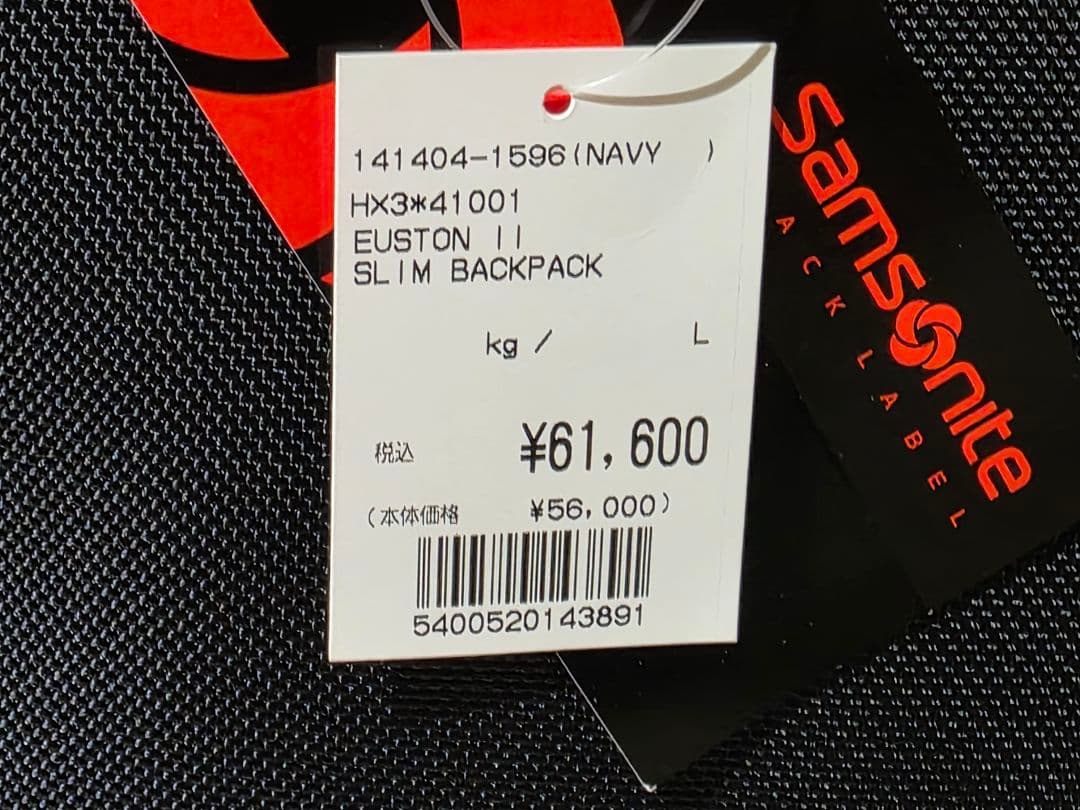 141404-1596(NAVY )
HX3*41001
EUSTON II
SLIM BACKPACK
kg / L
税込 ¥61,600
(本体価格 ¥56,000)
5400520143891
samsonite
ACK LABEL